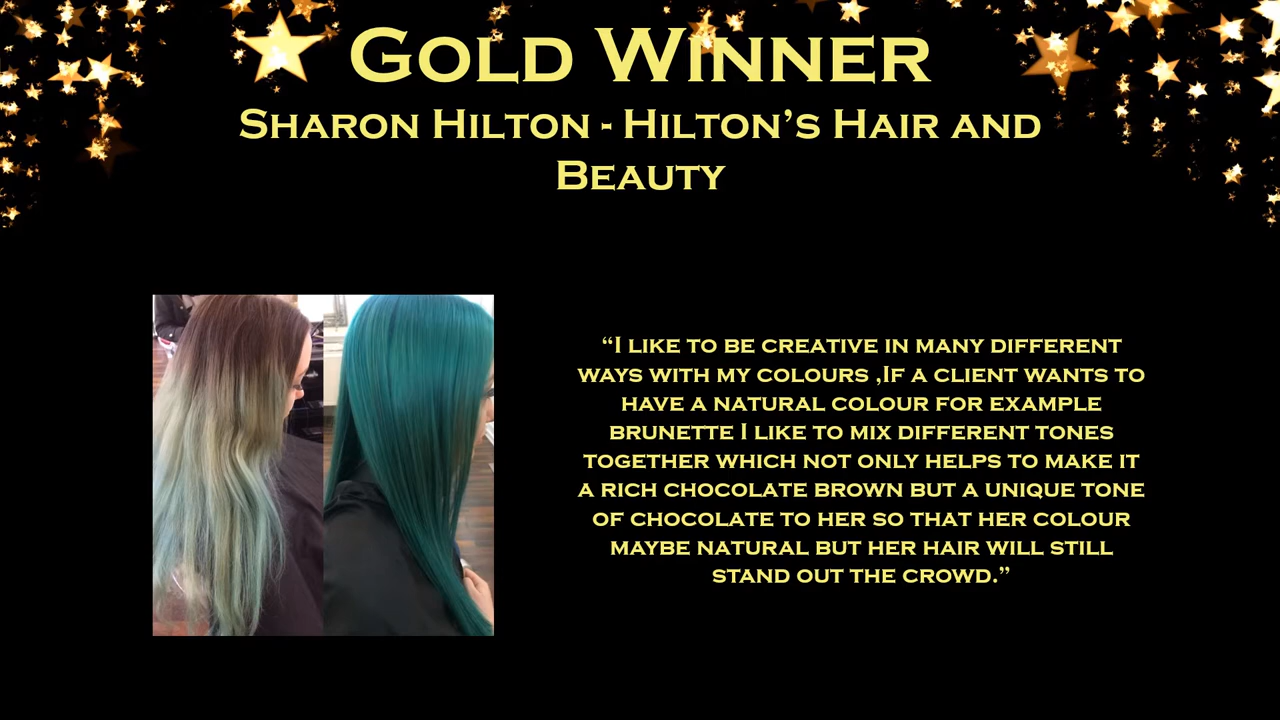 Gold Winner
Sharon Hilton - Hilton’s Hair and
Beauty
“I like to be creative in many different
ways with my colours ,If a client wants to
have a natural colour for example
brunette I like to mix different tones
together which not only helps to make it
a rich chocolate brown but a unique tone
of chocolate to her so that her colour
maybe natural but her hair will still
stand out the crowd.”